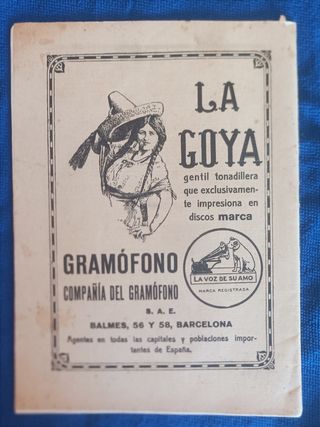 LA
GOYA
gentil tonadillera
que exclusivamen-
te impresiona en
discos marca
LA VOZ DE SU AMO
MARCA REGISTRADA
GRAMÓFONO
COMPAÑÍA DEL GRAMÓFONO
S. A. E.
BALMES, 56 Y 58, BARCELONA
Agentes en todas las capitales y poblaciones impor-
tantes de España.